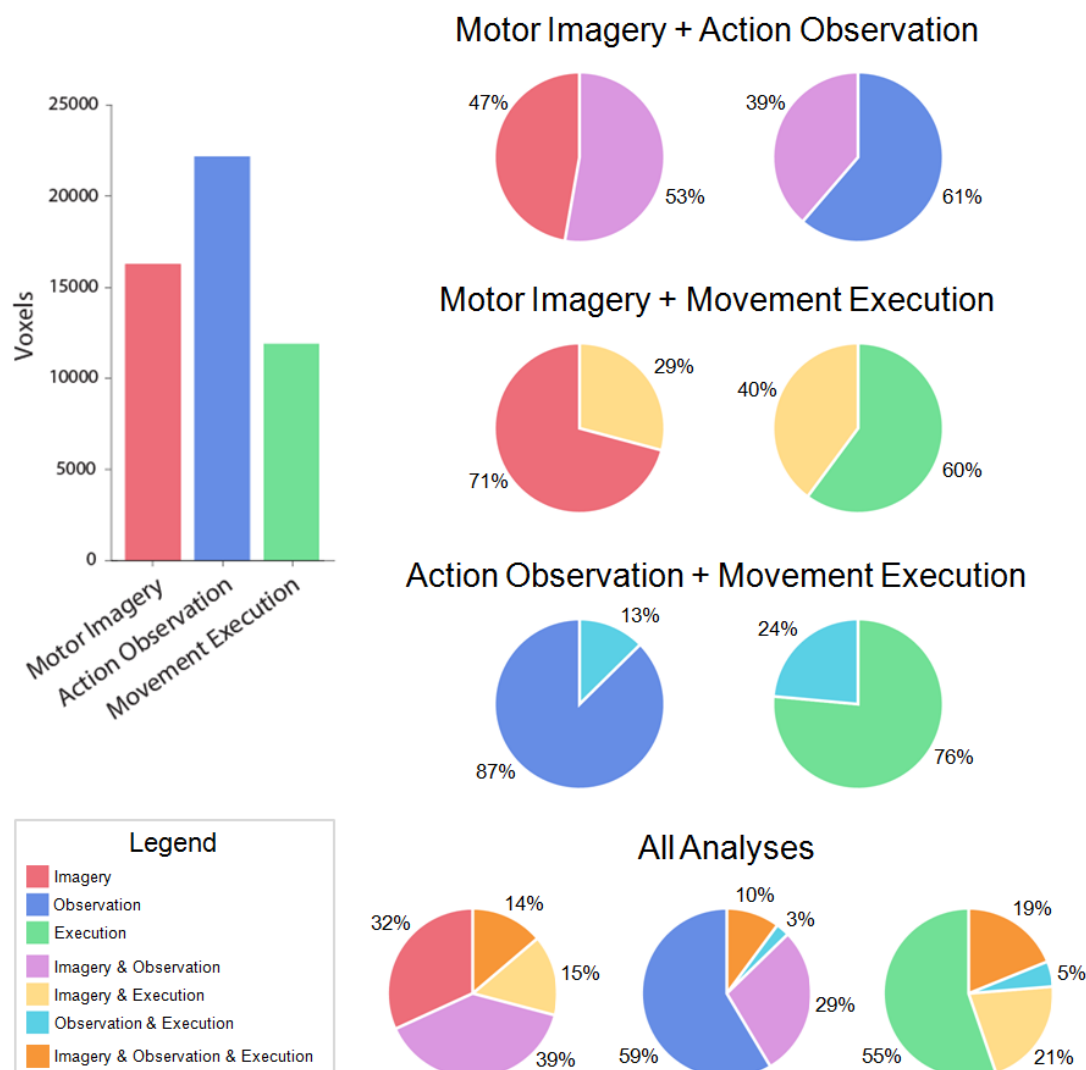 Motor Imagery + Action Observation
47%
53%
39%
61%
25000
20000
15000
10000
5000
0
Voxels
Motor Imagery
Action Observation
Movement Execution
Motor Imagery + Movement Execution
29%
71%
40%
60%
Action Observation + Movement Execution
13%
87%
24%
76%
Legend
Imagery
Observation
Execution
Imagery & Observation
Imagery & Execution
Observation & Execution
Imagery & Observation & Execution
All Analyses
32%
14%
15%
39%
10%
3%
29%
59%
19%
5%
21%
55%